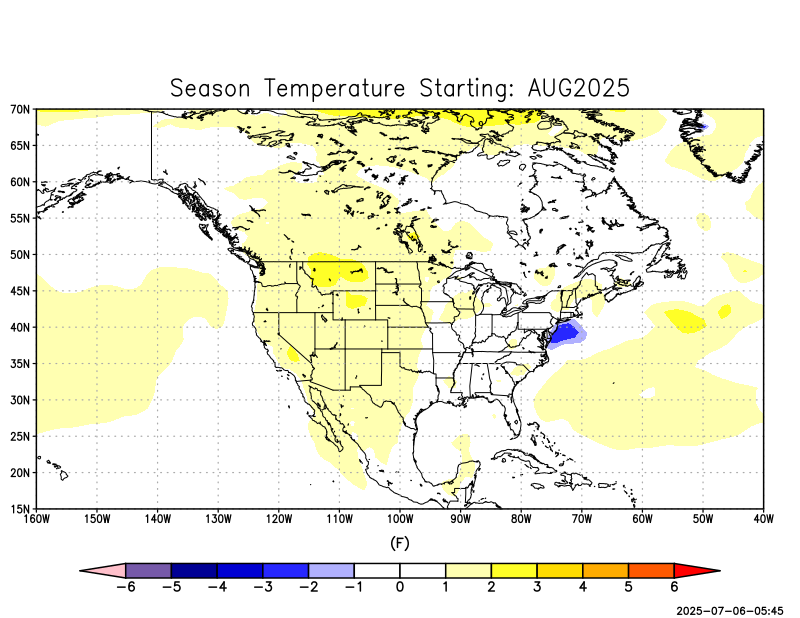 Season Temperature Starting: AUG2025
70N
65N
60N
55N
50N
45N
40N
35N
30N
25N
20N
15N
160W 150W 140W 130W 120W 110W 100W 90W 80W 70W 60W 50W 40W
(F)
-6 -5 -4 -3 -2 -1 0 1 2 3 4 5 6
2025-07-06-05:45